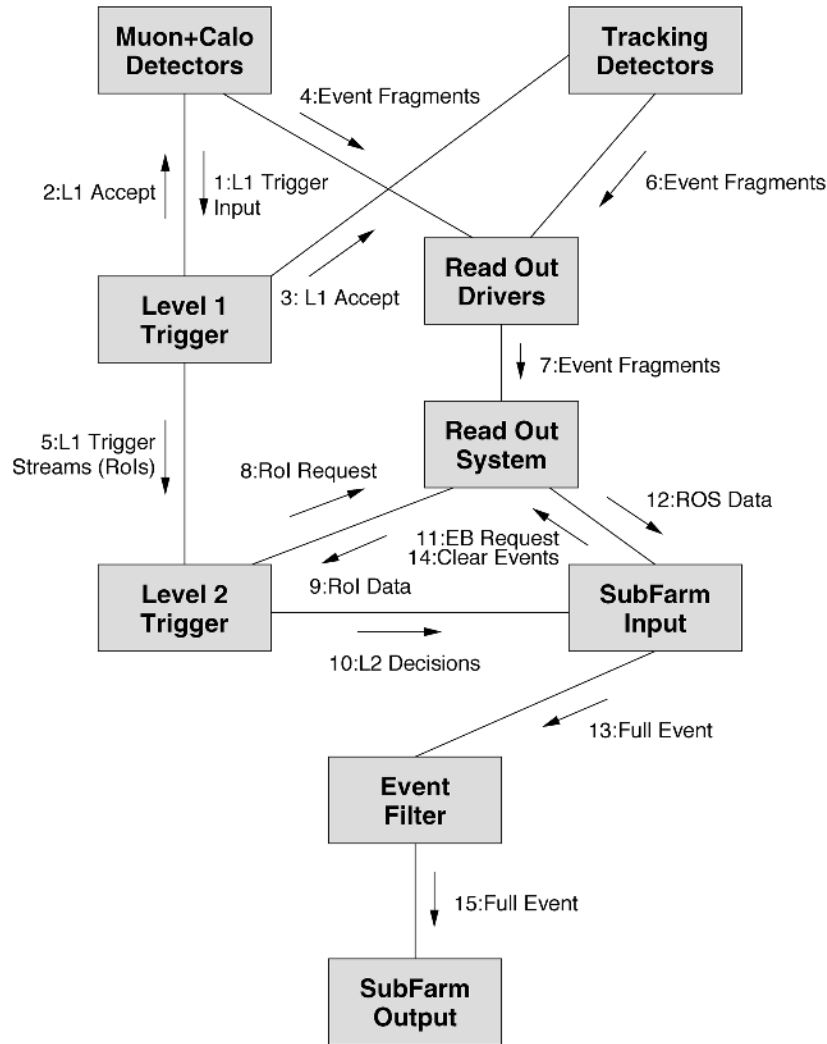 Muon+Calo
Detectors
Tracking
Detectors
4:Event Fragments
2:L1 Accept
1:L1 Trigger
Input
6:Event Fragments
Level 1
Trigger
3: L1 Accept
Read Out
Drivers
7:Event Fragments
5:L1 Trigger
Streams (RoIs)
Read Out
System
8:RoI Request
12:ROS Data
11:EB Request
14:Clear Events
9:RoI Data
Level 2
Trigger
SubFarm
Input
10:L2 Decisions
13:Full Event
Event
Filter
15:Full Event
SubFarm
Output